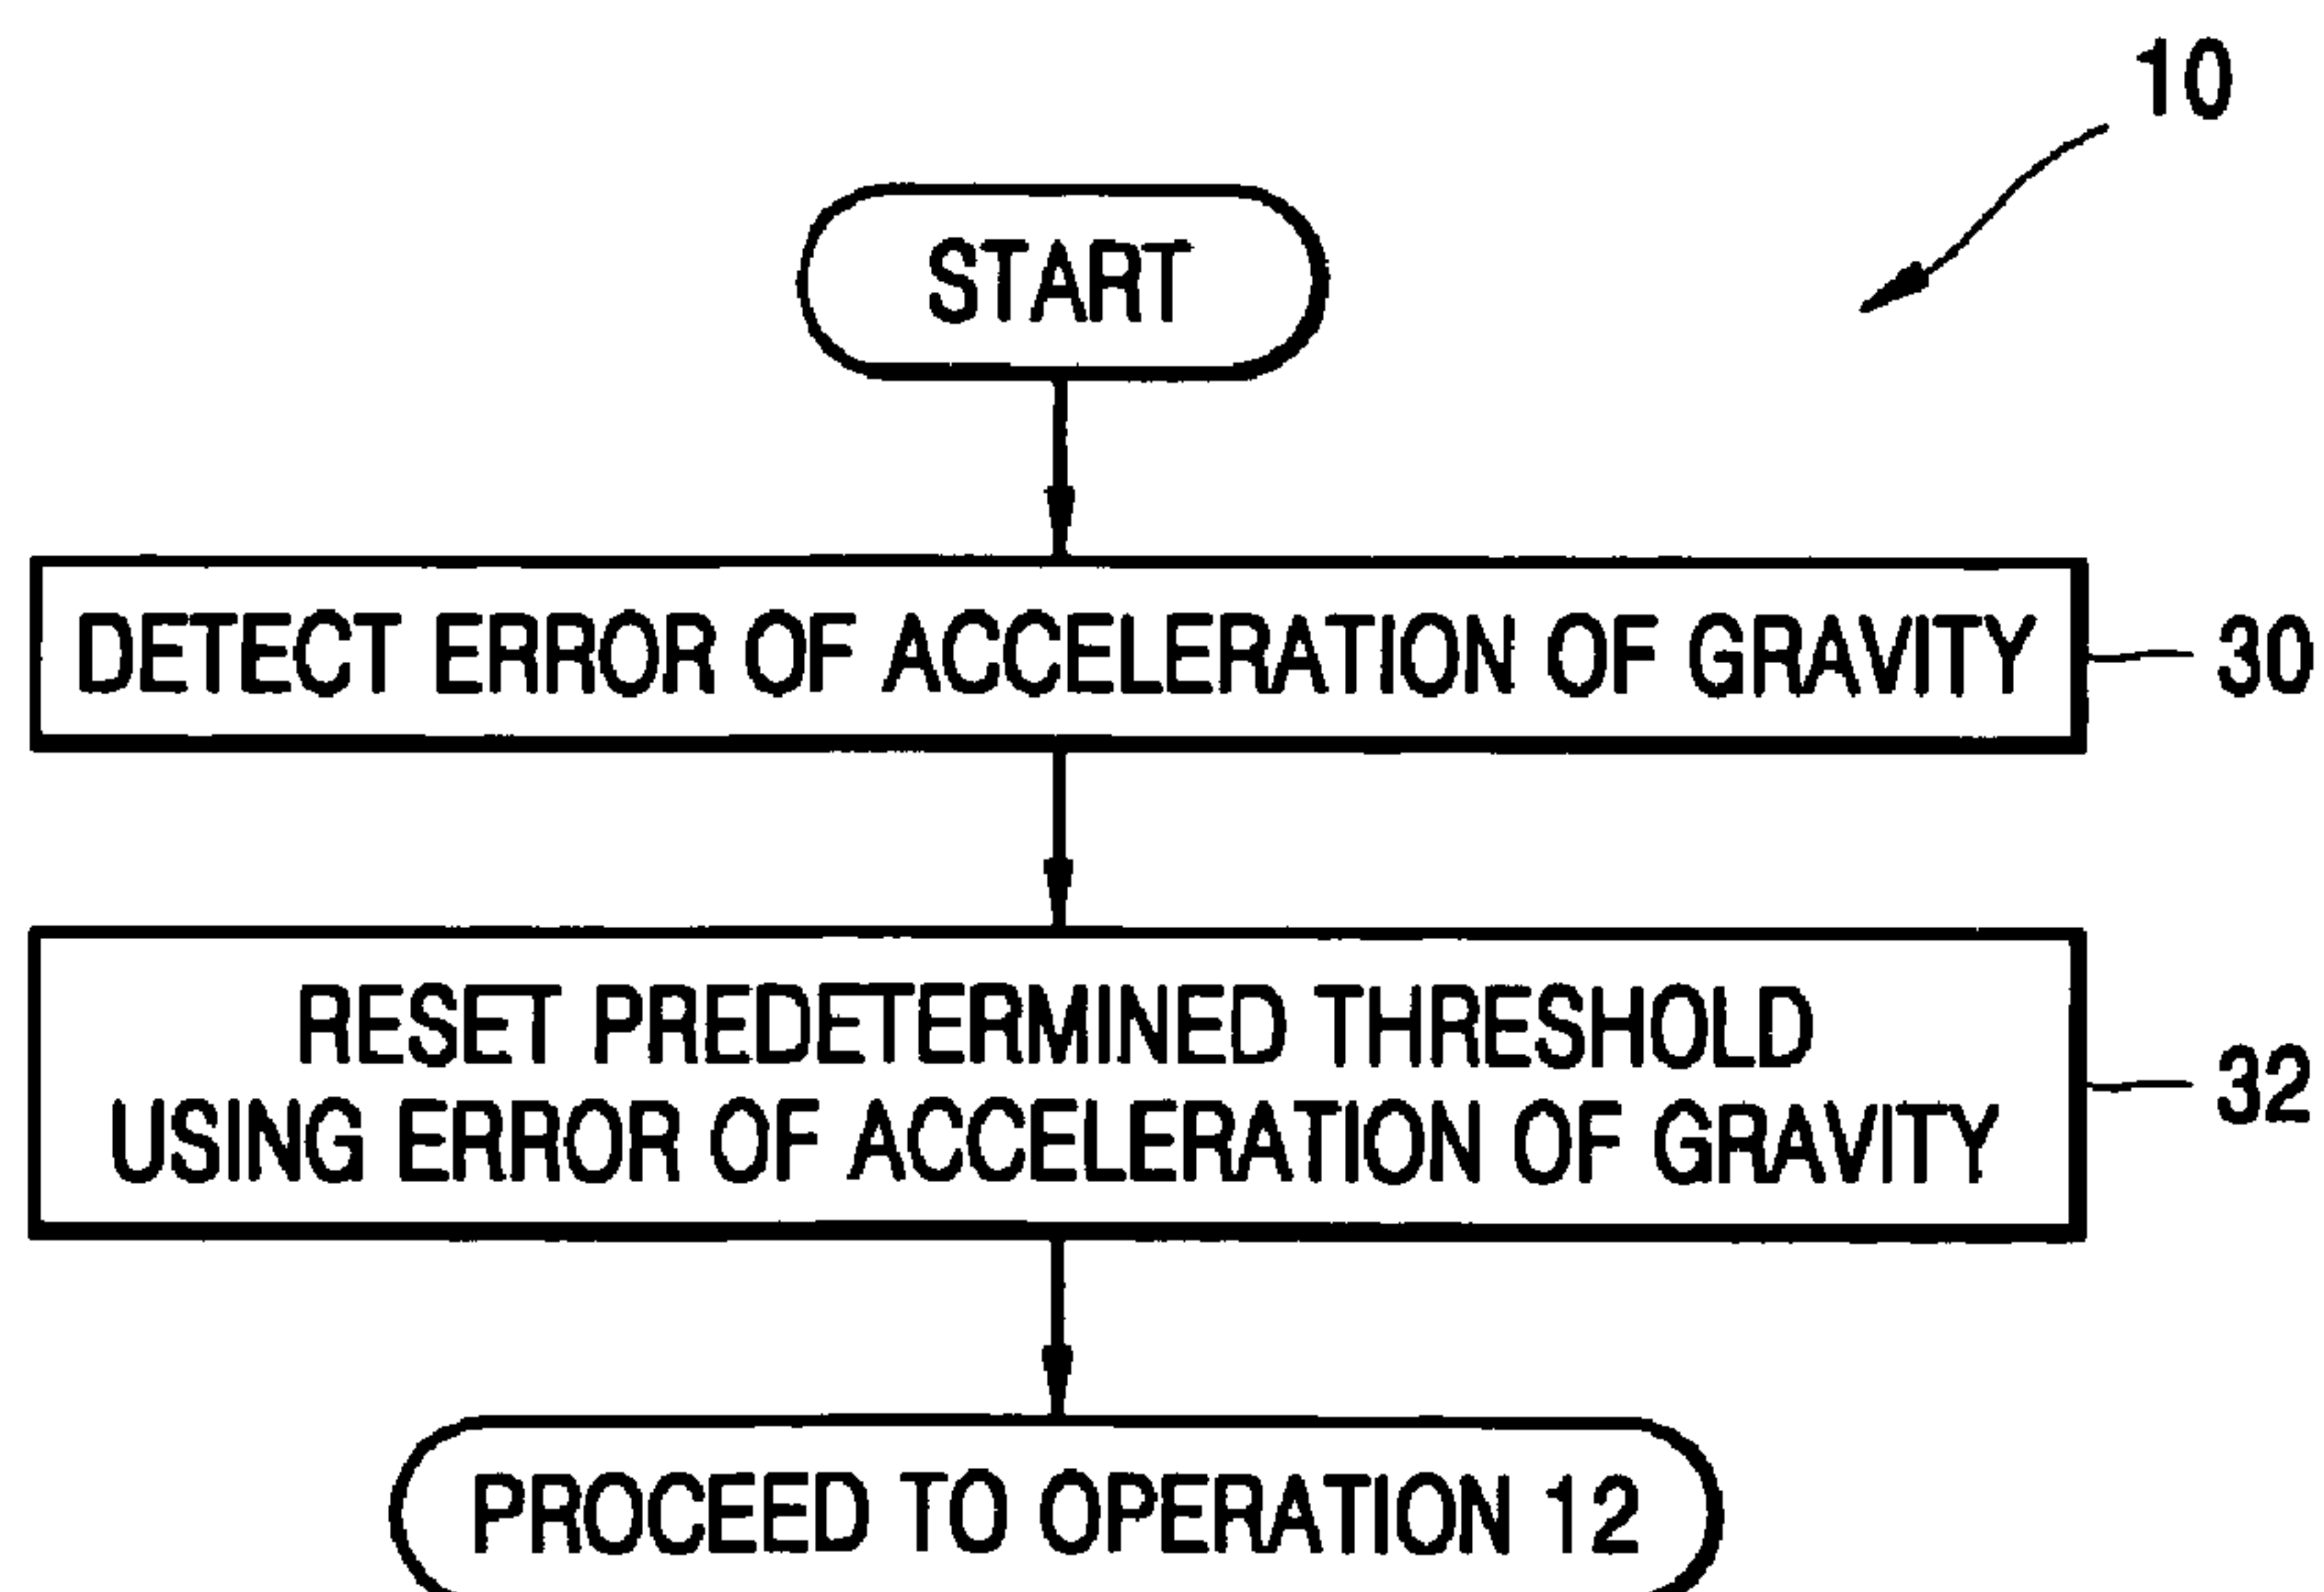 10
START
DETECT ERROR OF ACCELERATION OF GRAVITY
30
RESET PREDETERMINED THRESHOLD
USING ERROR OF ACCELERATION OF GRAVITY
32
PROCEED TO OPERATION 12